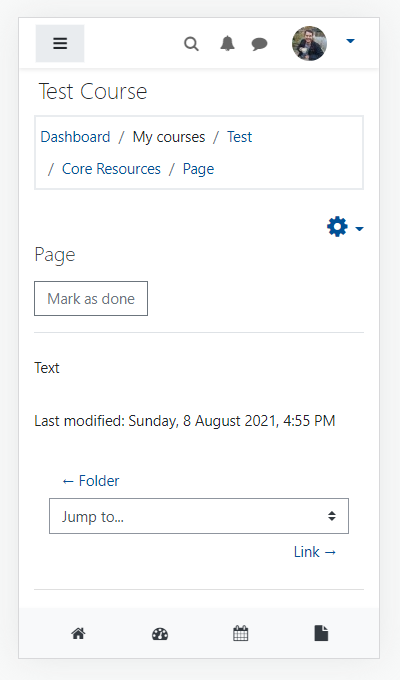 Test Course
Dashboard / My courses / Test
/ Core Resources / Page
Page
Mark as done
Text
Last modified: Sunday, 8 August 2021, 4:55 PM
← Folder
Jump to...
Link →